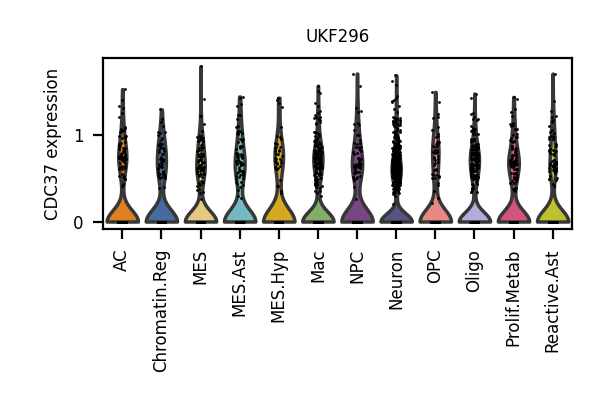 UKF296
CDC37 expression
1
0
AC
Chromatin.Reg
MES
MES.Ast
MES.Hyp
Mac
NPC
Neuron
OPC
Oligo
Prolif.Metab
Reactive.Ast